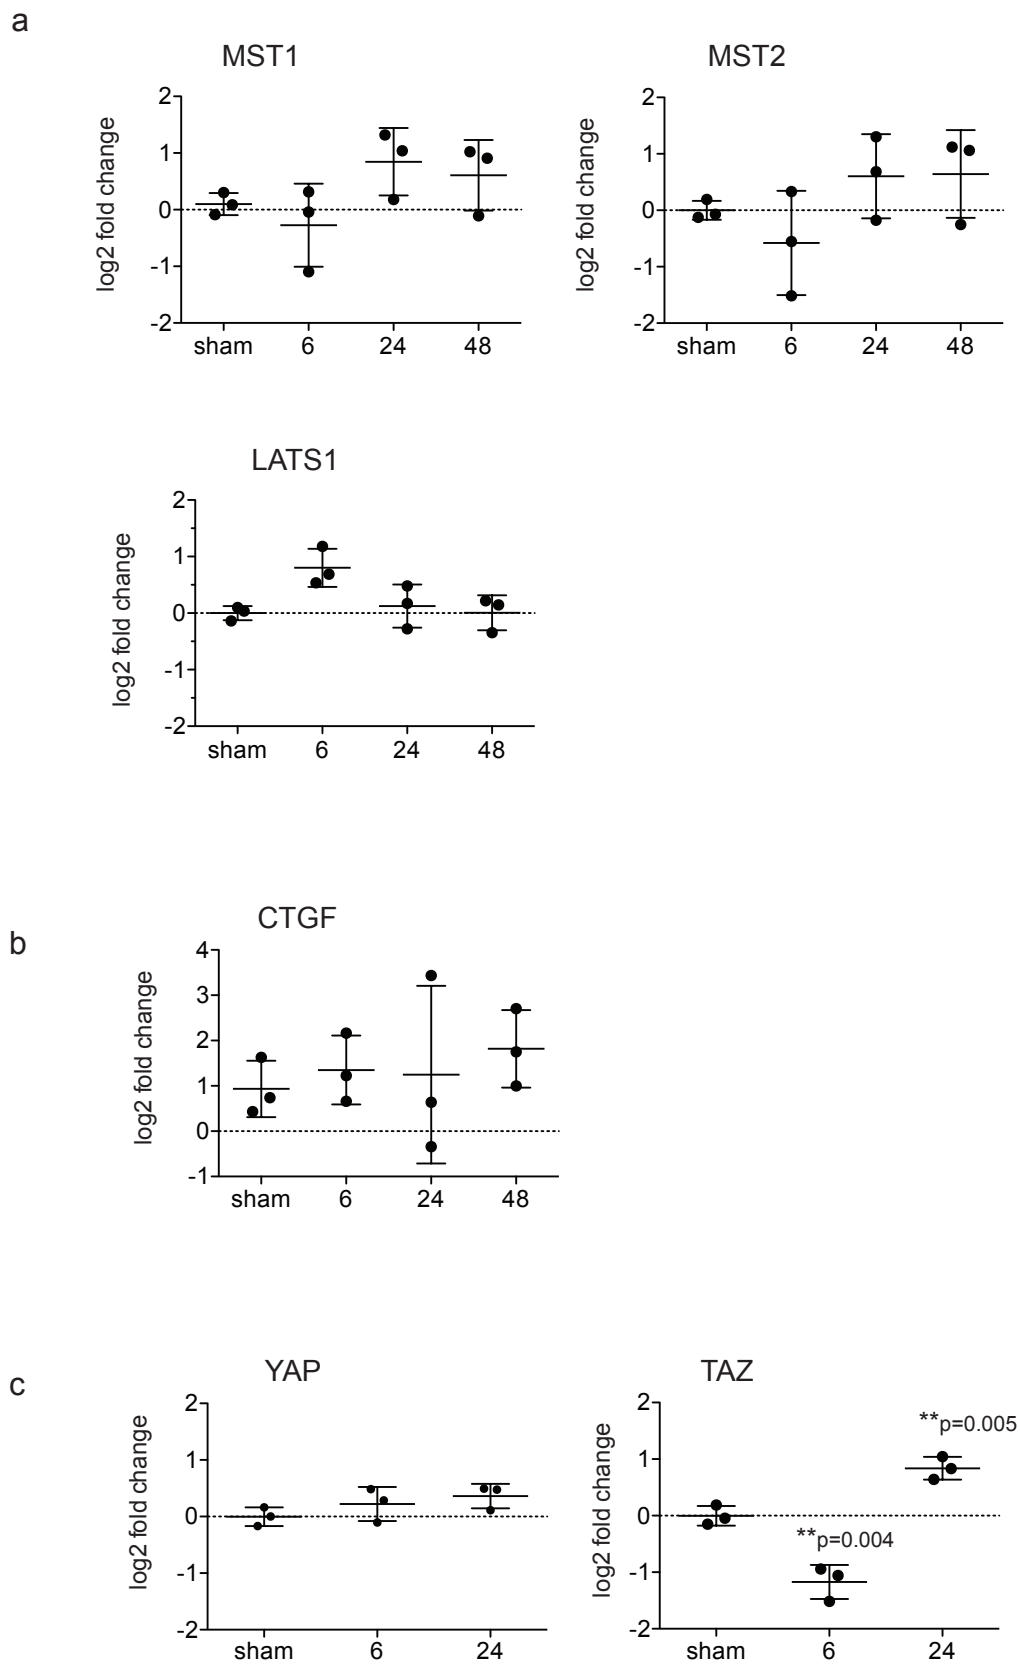 a
MST1
log2 fold change
2
1
0
-1
-2
sham 6 24 48
MST2
log2 fold change
2
1
0
-1
-2
sham 6 24 48
LATS1
log2 fold change
2
1
0
-1
-2
sham 6 24 48
b
CTGF
log2 fold change
4
3
2
1
0
-1
sham 6 24 48
c
YAP
log2 fold change
2
1
0
-1
-2
sham 6 24
TAZ
log2 fold change
2
1
0
-1
-2
**p=0.005
**p=0.004
sham 6 24